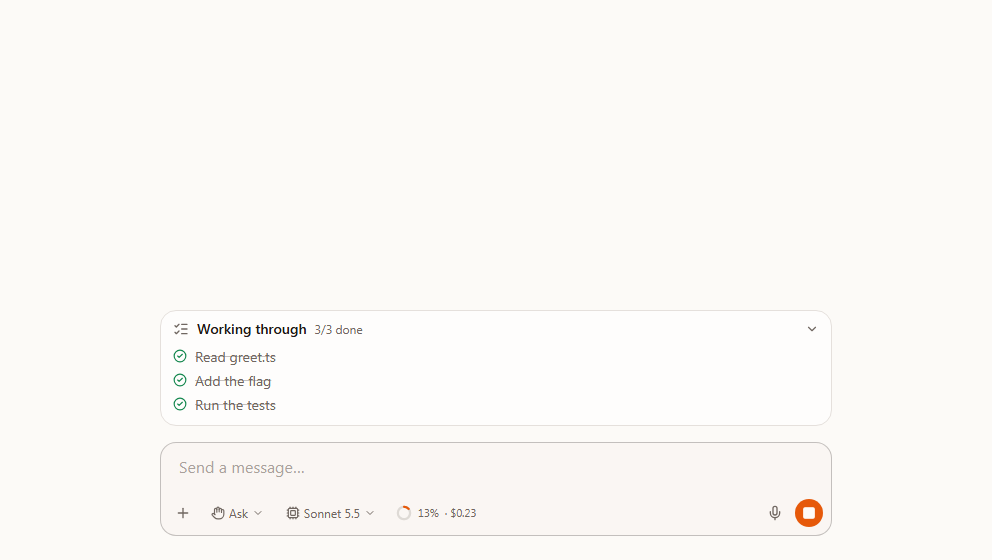 Working through 3/3 done
Read greet.ts
Add the flag
Run the tests
Send a message...
Ask Sonnet 5.5 13% · $0.23